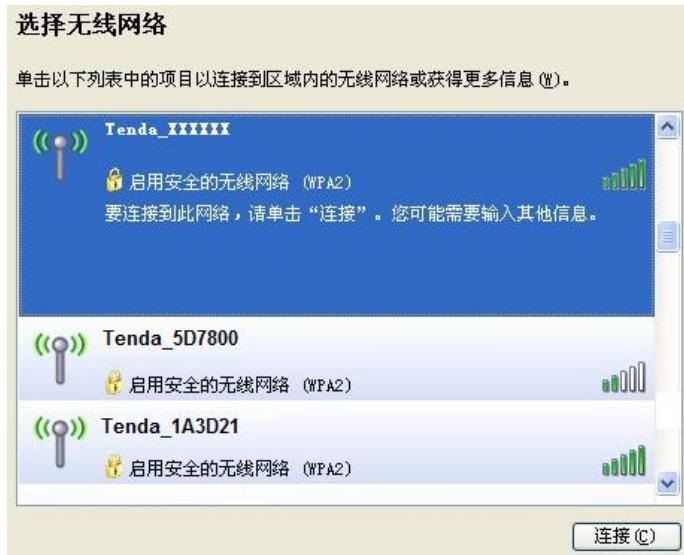 选择无线网络
单击以下列表中的项目以连接到区域内的无线网络或获得更多信息(W)。
Tenda_XXXXXX
启用安全的无线网络 (WPA2)
要连接到此网络，请单击“连接”。您可能需要输入其他信息。
Tenda_5D7800
启用安全的无线网络 (WPA2)
Tenda_1A3D21
启用安全的无线网络 (WPA2)
连接(C)